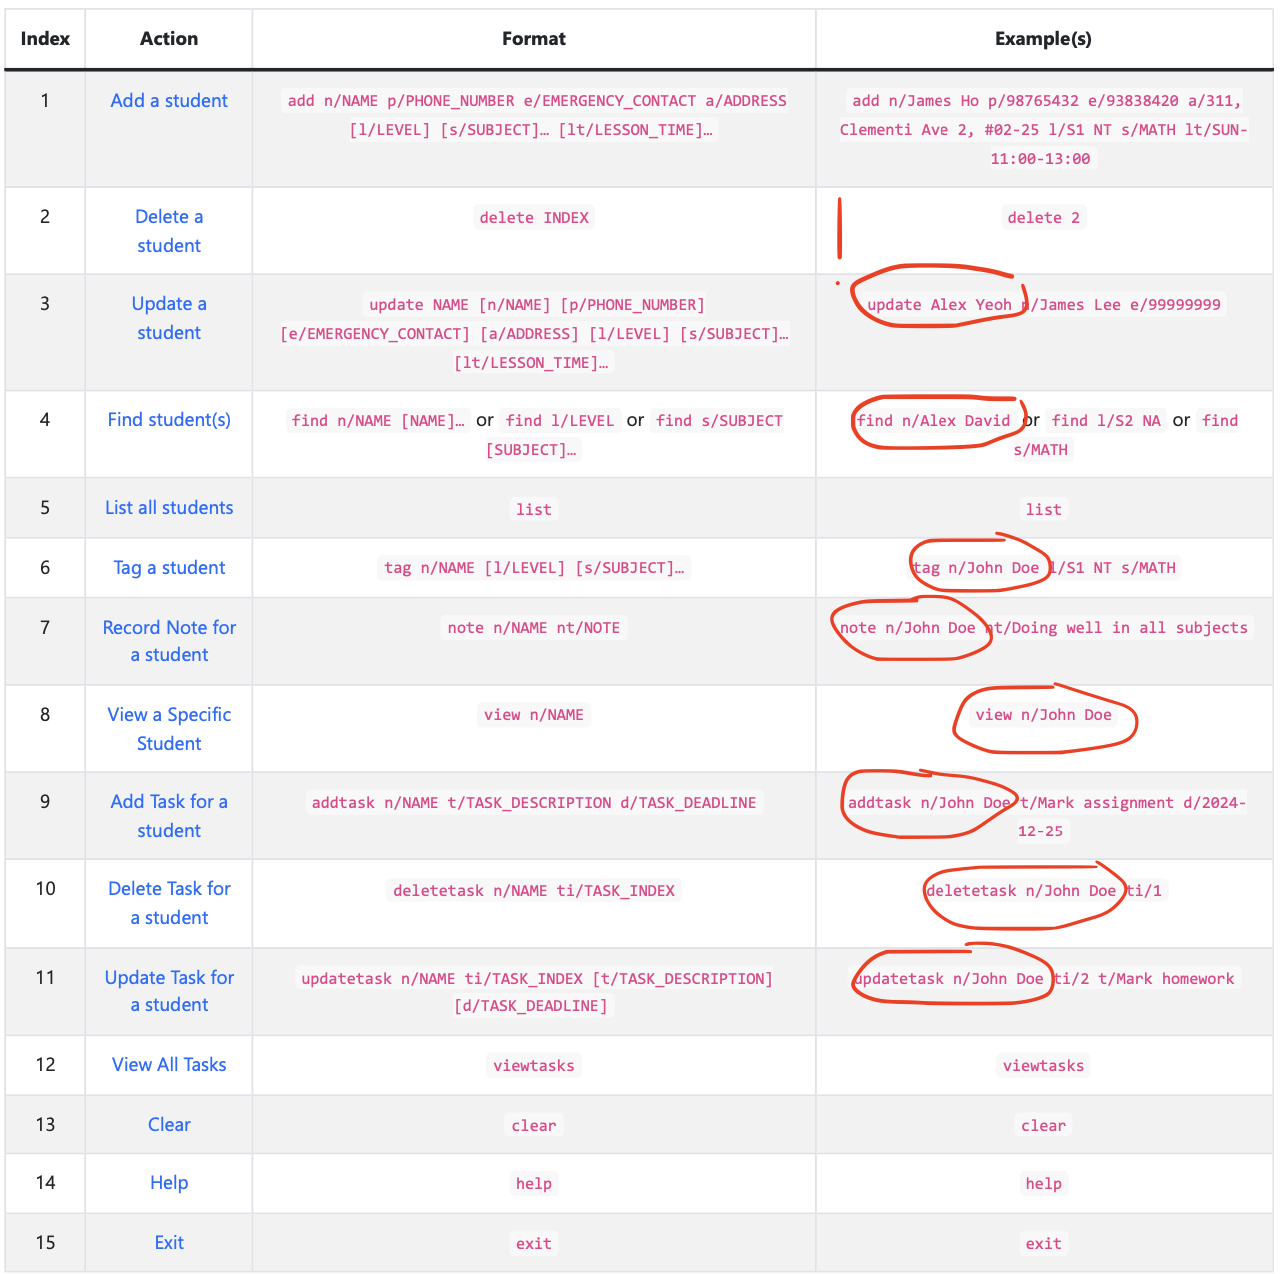 Index Action Format Example(s)
1 Add a student add n/NAME p/PHONE_NUMBER e/EMERGENCY_CONTACT a/ADDRESS add n/James Ho p/98765432 e/93838420 a/311,
[l/LEVEL] [s/SUBJECT]… [lt/LESSON_TIME]… Clementi Ave 2, #02-25 l/S1 NT s/MATH lt/SUN-
11:00-13:00
2 Delete a delete INDEX delete 2
student
3 Update a update NAME [n/NAME] [p/PHONE_NUMBER] update Alex Yeoh n/James Lee e/99999999
student [e/EMERGENCY_CONTACT] [a/ADDRESS] [l/LEVEL] [s/SUBJECT]…
[lt/LESSON_TIME]…
4 Find student(s) find n/NAME [NAME]… or find l/LEVEL or find s/SUBJECT find n/Alex David or find l/S2 NA or find
[SUBJECT]… s/MATH
5 List all students list list
6 Tag a student tag n/NAME [l/LEVEL] [s/SUBJECT]… tag n/John Doe l/S1 NT s/MATH
7 Record Note for note n/NAME nt/NOTE note n/John Doe nt/Doing well in all subjects
a student
8 View a Specific view n/NAME view n/John Doe
Student
9 Add Task for a addtask n/NAME t/TASK_DESCRIPTION d/TASK_DEADLINE addtask n/John Doe t/Mark assignment d/2024-
student 12-25
10 Delete Task for deletetask n/NAME ti/TASK_INDEX deletetask n/John Doe ti/1
a student
11 Update Task for updatetask n/NAME ti/TASK_INDEX [t/TASK_DESCRIPTION] updatetask n/John Doe ti/2 t/Mark homework
a student [d/TASK_DEADLINE]
12 View All Tasks viewtasks viewtasks
13 Clear clear clear
14 Help help help
15 Exit exit exit